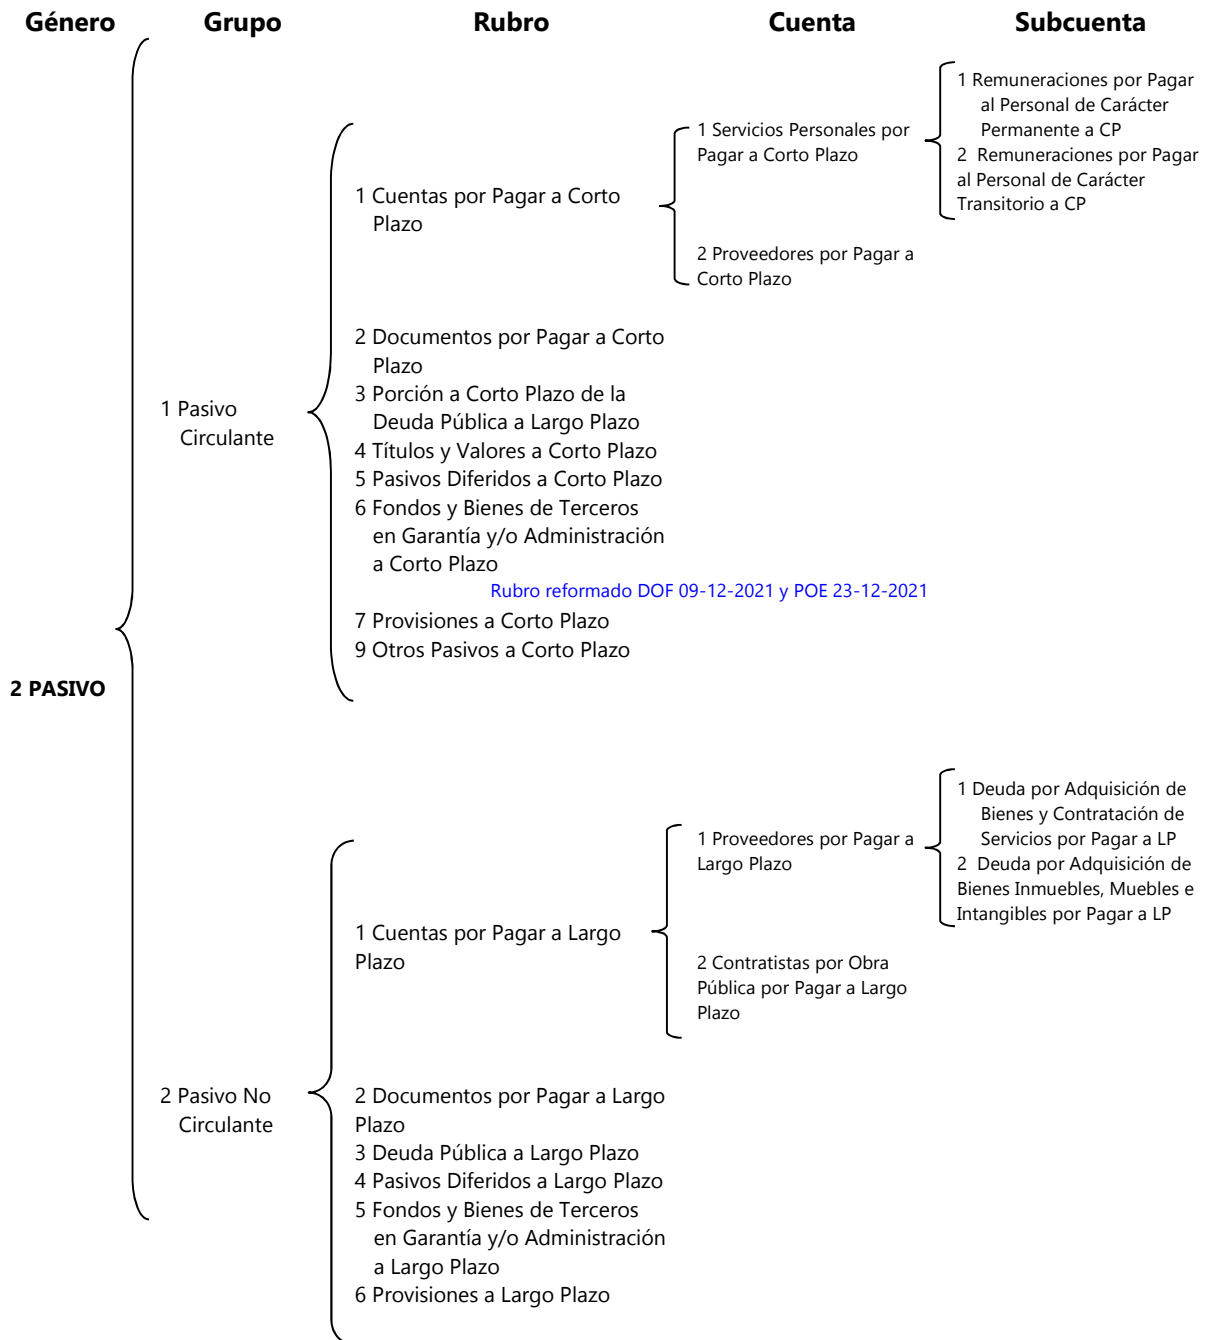 Género Grupo Rubro Cuenta Subcuenta
2 PASIVO
1 Pasivo
Circulante
1 Cuentas por Pagar a Corto
Plazo
1 Servicios Personales por
Pagar a Corto Plazo
1 Remuneraciones por Pagar
al Personal de Carácter
Permanente a CP
2 Remuneraciones por Pagar
al Personal de Carácter
Transitorio a CP
2 Proveedores por Pagar a
Corto Plazo
2 Documentos por Pagar a Corto
Plazo
3 Porción a Corto Plazo de la
Deuda Pública a Largo Plazo
4 Títulos y Valores a Corto Plazo
5 Pasivos Diferidos a Corto Plazo
6 Fondos y Bienes de Terceros
en Garantía y/o Administración
a Corto Plazo
Rubro reformado DOF 09-12-2021 y POE 23-12-2021
7 Provisiones a Corto Plazo
9 Otros Pasivos a Corto Plazo
2 Pasivo No
Circulante
1 Cuentas por Pagar a Largo
Plazo
1 Proveedores por Pagar a
Largo Plazo
1 Deuda por Adquisición de
Bienes y Contratación de
Servicios por Pagar a LP
2 Deuda por Adquisición de
Bienes Inmuebles, Muebles e
Intangibles por Pagar a LP
2 Contratistas por Obra
Pública por Pagar a Largo
Plazo
2 Documentos por Pagar a Largo
Plazo
3 Deuda Pública a Largo Plazo
4 Pasivos Diferidos a Largo Plazo
5 Fondos y Bienes de Terceros
en Garantía y/o Administración
a Largo Plazo
6 Provisiones a Largo Plazo